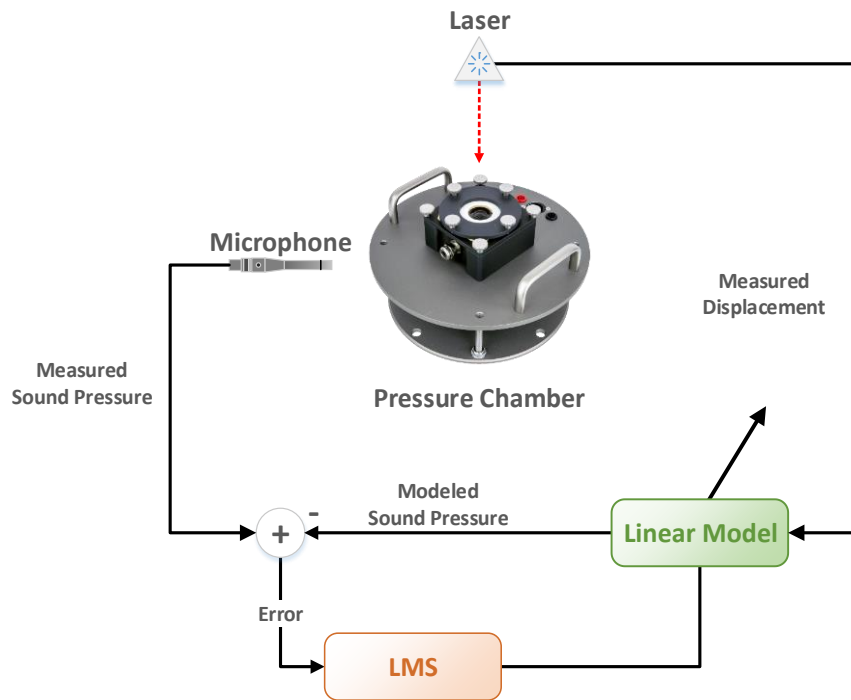 Laser
Microphone
Measured
Displacement
Measured
Sound Pressure
Pressure Chamber
Modeled
Sound Pressure
-
+
Linear Model
Error
LMS